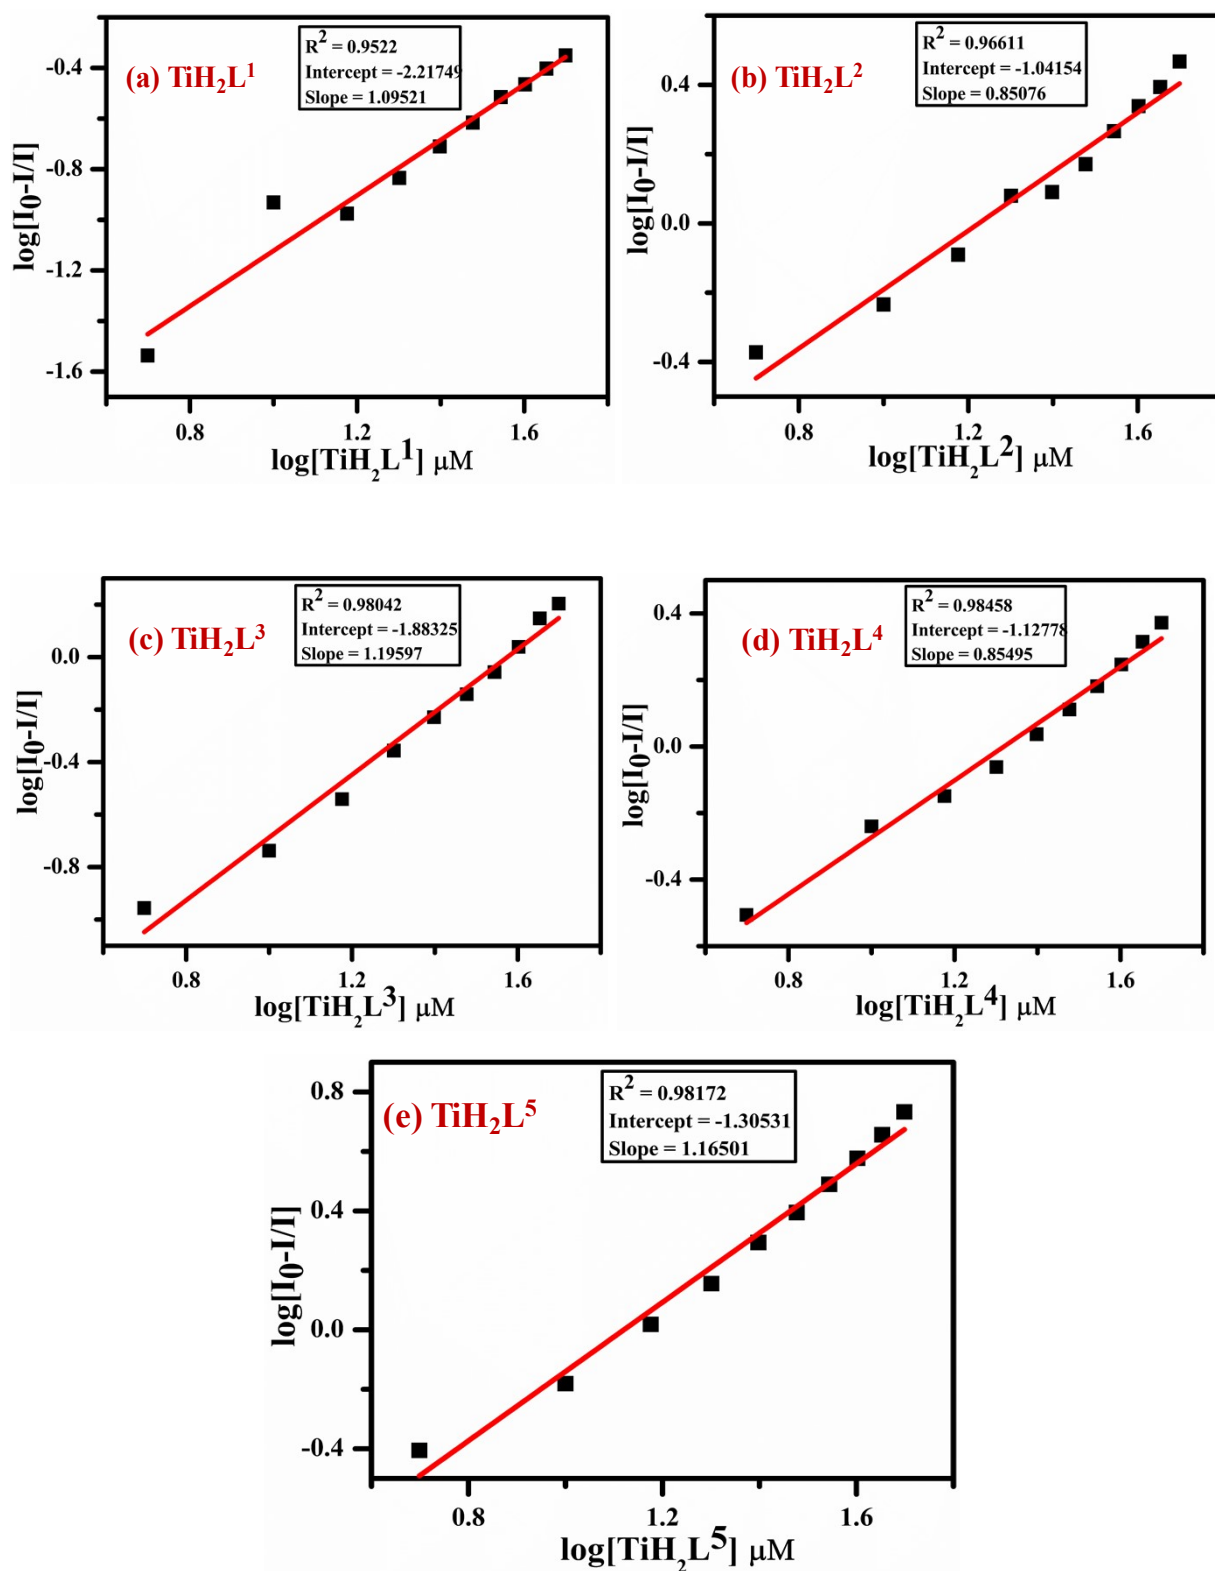 (a) TiH₂L¹
R² = 0.9522
Intercept = -2.21749
Slope = 1.09521
-0.4
-0.8
-1.2
-1.6
log[I₀-I/I]
0.8
1.2
1.6
log[TiH₂L¹] μM
(b) TiH₂L²
R² = 0.96611
Intercept = -1.04154
Slope = 0.85076
0.4
0.0
-0.4
log[I₀-I/I]
0.8
1.2
1.6
log[TiH₂L²] μM
(c) TiH₂L³
R² = 0.98042
Intercept = -1.88325
Slope = 1.19597
0.0
-0.4
-0.8
log[I₀-I/I]
0.8
1.2
1.6
log[TiH₂L³] μM
(d) TiH₂L⁴
R² = 0.98458
Intercept = -1.12778
Slope = 0.85495
0.4
0.0
-0.4
log[I₀-I/I]
0.8
1.2
1.6
log[TiH₂L⁴] μM
(e) TiH₂L⁵
R² = 0.98172
Intercept = -1.30531
Slope = 1.16501
0.8
0.4
0.0
-0.4
log[I₀-I/I]
0.8
1.2
1.6
log[TiH₂L⁵] μM